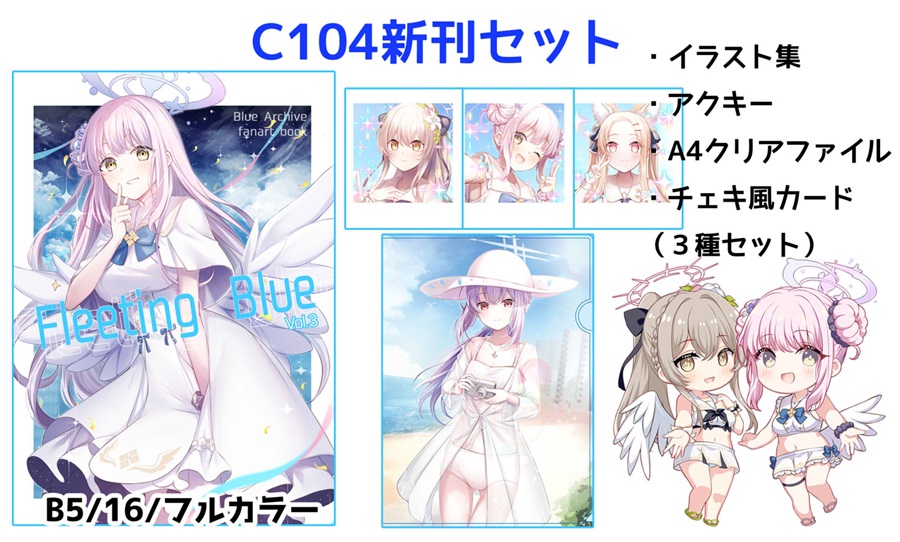 C104新刊セット
・イラスト集
・アクキー
・A4クリアファイル
・チェキ風カード
（３種セット）
Blue Archive
fanart book
Fleeting Blue
Vol.3
B5/16/フルカラー